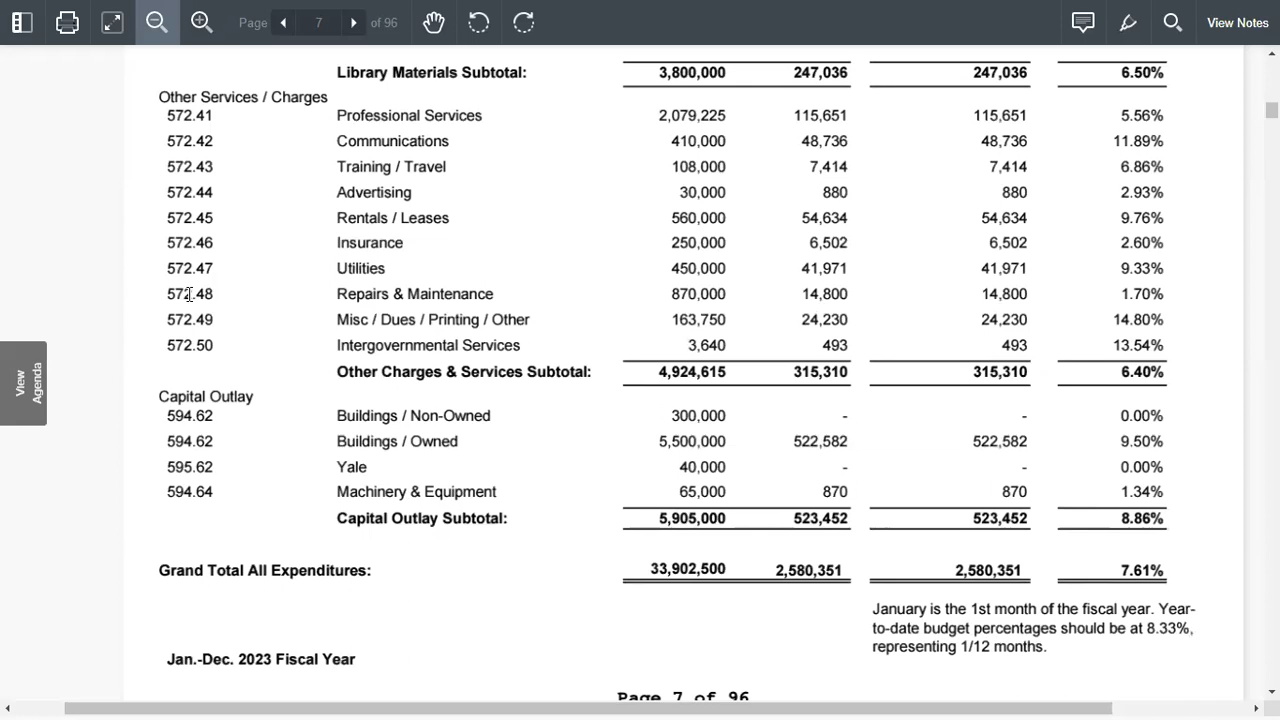 Page 7 of 96 View Notes
Library Materials Subtotal: 3,800,000 247,036 247,036 6.50%
Other Services / Charges
572.41 Professional Services 2,079,225 115,651 115,651 5.56%
572.42 Communications 410,000 48,736 48,736 11.89%
572.43 Training / Travel 108,000 7,414 7,414 6.86%
572.44 Advertising 30,000 880 880 2.93%
572.45 Rentals / Leases 560,000 54,634 54,634 9.76%
572.46 Insurance 250,000 6,502 6,502 2.60%
572.47 Utilities 450,000 41,971 41,971 9.33%
572.48 Repairs & Maintenance 870,000 14,800 14,800 1.70%
572.49 Misc / Dues / Printing / Other 163,750 24,230 24,230 14.80%
572.50 Intergovernmental Services 3,640 493 493 13.54%
Other Charges & Services Subtotal: 4,924,615 315,310 315,310 6.40%
View
Agenda
Capital Outlay
594.62 Buildings / Non-Owned 300,000 - - 0.00%
594.62 Buildings / Owned 5,500,000 522,582 522,582 9.50%
595.62 Yale 40,000 - - 0.00%
594.64 Machinery & Equipment 65,000 870 870 1.34%
Capital Outlay Subtotal: 5,905,000 523,452 523,452 8.86%
Grand Total All Expenditures: 33,902,500 2,580,351 2,580,351 7.61%
January is the 1st month of the fiscal year. Year-
to-date budget percentages should be at 8.33%,
representing 1/12 months.
Jan.-Dec. 2023 Fiscal Year
Page 7 of 96